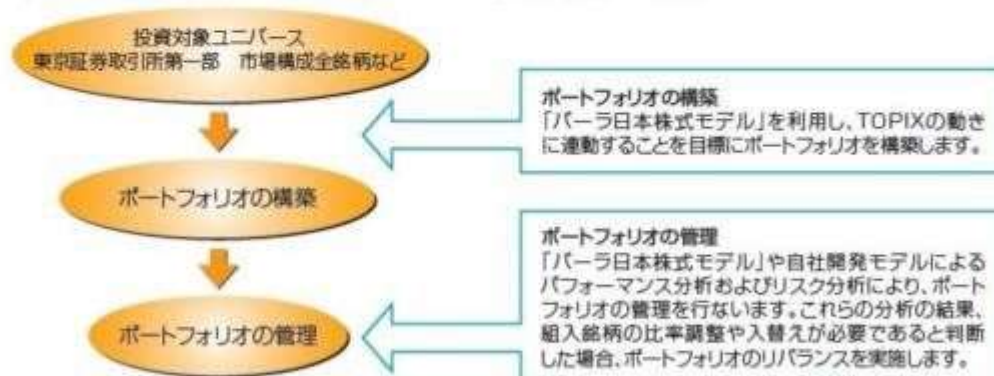 投資対象ユニバース
東京証券取引所第一部　市場構成全銘柄など
ポートフォリオの構築
「バーラ日本株式モデル」を利用し、TOPIXの動き
に連動することを目標にポートフォリオを構築します。
ポートフォリオの構築
ポートフォリオの管理
「バーラ日本株式モデル」や自社開発モデルによる
パフォーマンス分析およびリスク分析により、ポート
フォリオの管理を行ないます。これらの分析の結果、
組入銘柄の比率調整や入替えが必要であると判断
した場合、ポートフォリオのリバランスを実施します。
ポートフォリオの管理